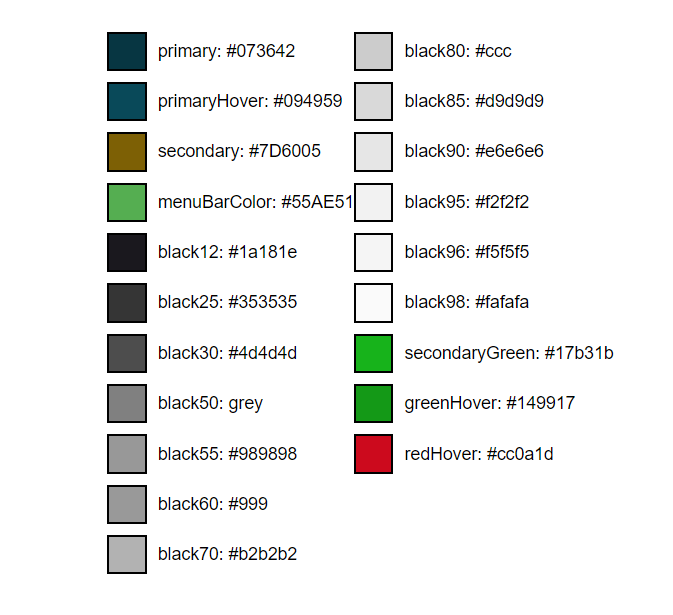 primary: #073642
primaryHover: #094959
secondary: #7D6005
menuBarColor: #55AE51
black12: #1a181e
black25: #353535
black30: #4d4d4d
black50: grey
black55: #989898
black60: #999
black70: #b2b2b2
black80: #ccc
black85: #d9d9d9
black90: #e6e6e6
black95: #f2f2f2
black96: #f5f5f5
black98: #fafafa
secondaryGreen: #17b31b
greenHover: #149917
redHover: #cc0a1d